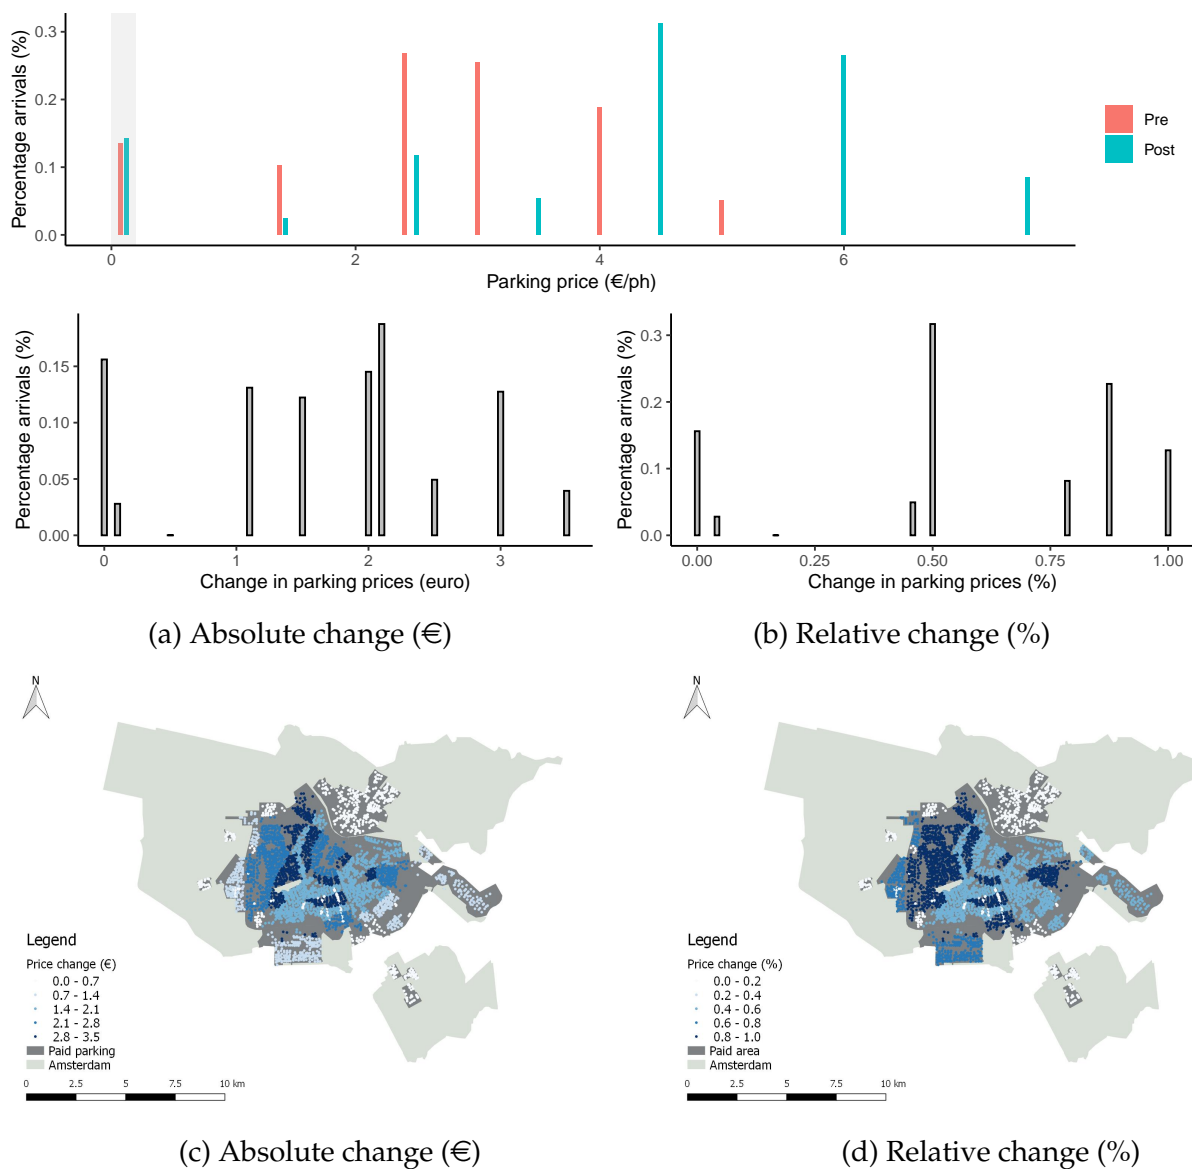 Percentage arrivals (%)
0.3
0.2
0.1
0.0
0
2
4
6
Parking price (€/ph)
Pre
Post
Percentage arrivals (%)
0.15
0.10
0.05
0.00
0
1
2
3
Change in parking prices (euro)
(a) Absolute change (€)
Percentage arrivals (%)
0.3
0.2
0.1
0.0
0.00
0.25
0.50
0.75
1.00
Change in parking prices (%)
(b) Relative change (%)
N
Legend
Price change (€)
0.0 - 0.7
0.7 - 1.4
1.4 - 2.1
2.1 - 2.8
2.8 - 3.5
Paid parking
Amsterdam
0 2.5 5 7.5 10 km
(c) Absolute change (€)
N
Legend
Price change (%)
0.0 - 0.2
0.2 - 0.4
0.4 - 0.6
0.6 - 0.8
0.8 - 1.0
Paid area
Amsterdam
0 2.5 5 7.5 10 km
(d) Relative change (%)